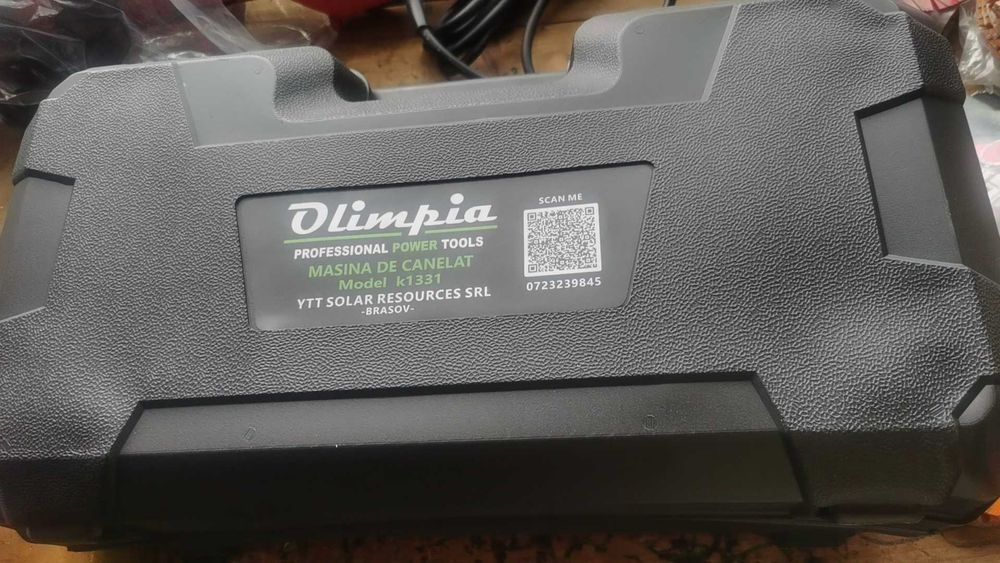 Olimpia
PROFESSIONAL POWER TOOLS
MASINA DE CANELAT
Model k1331
YTT SOLAR RESOURCES SRL
-BRASOV-
SCAN ME
0723239845